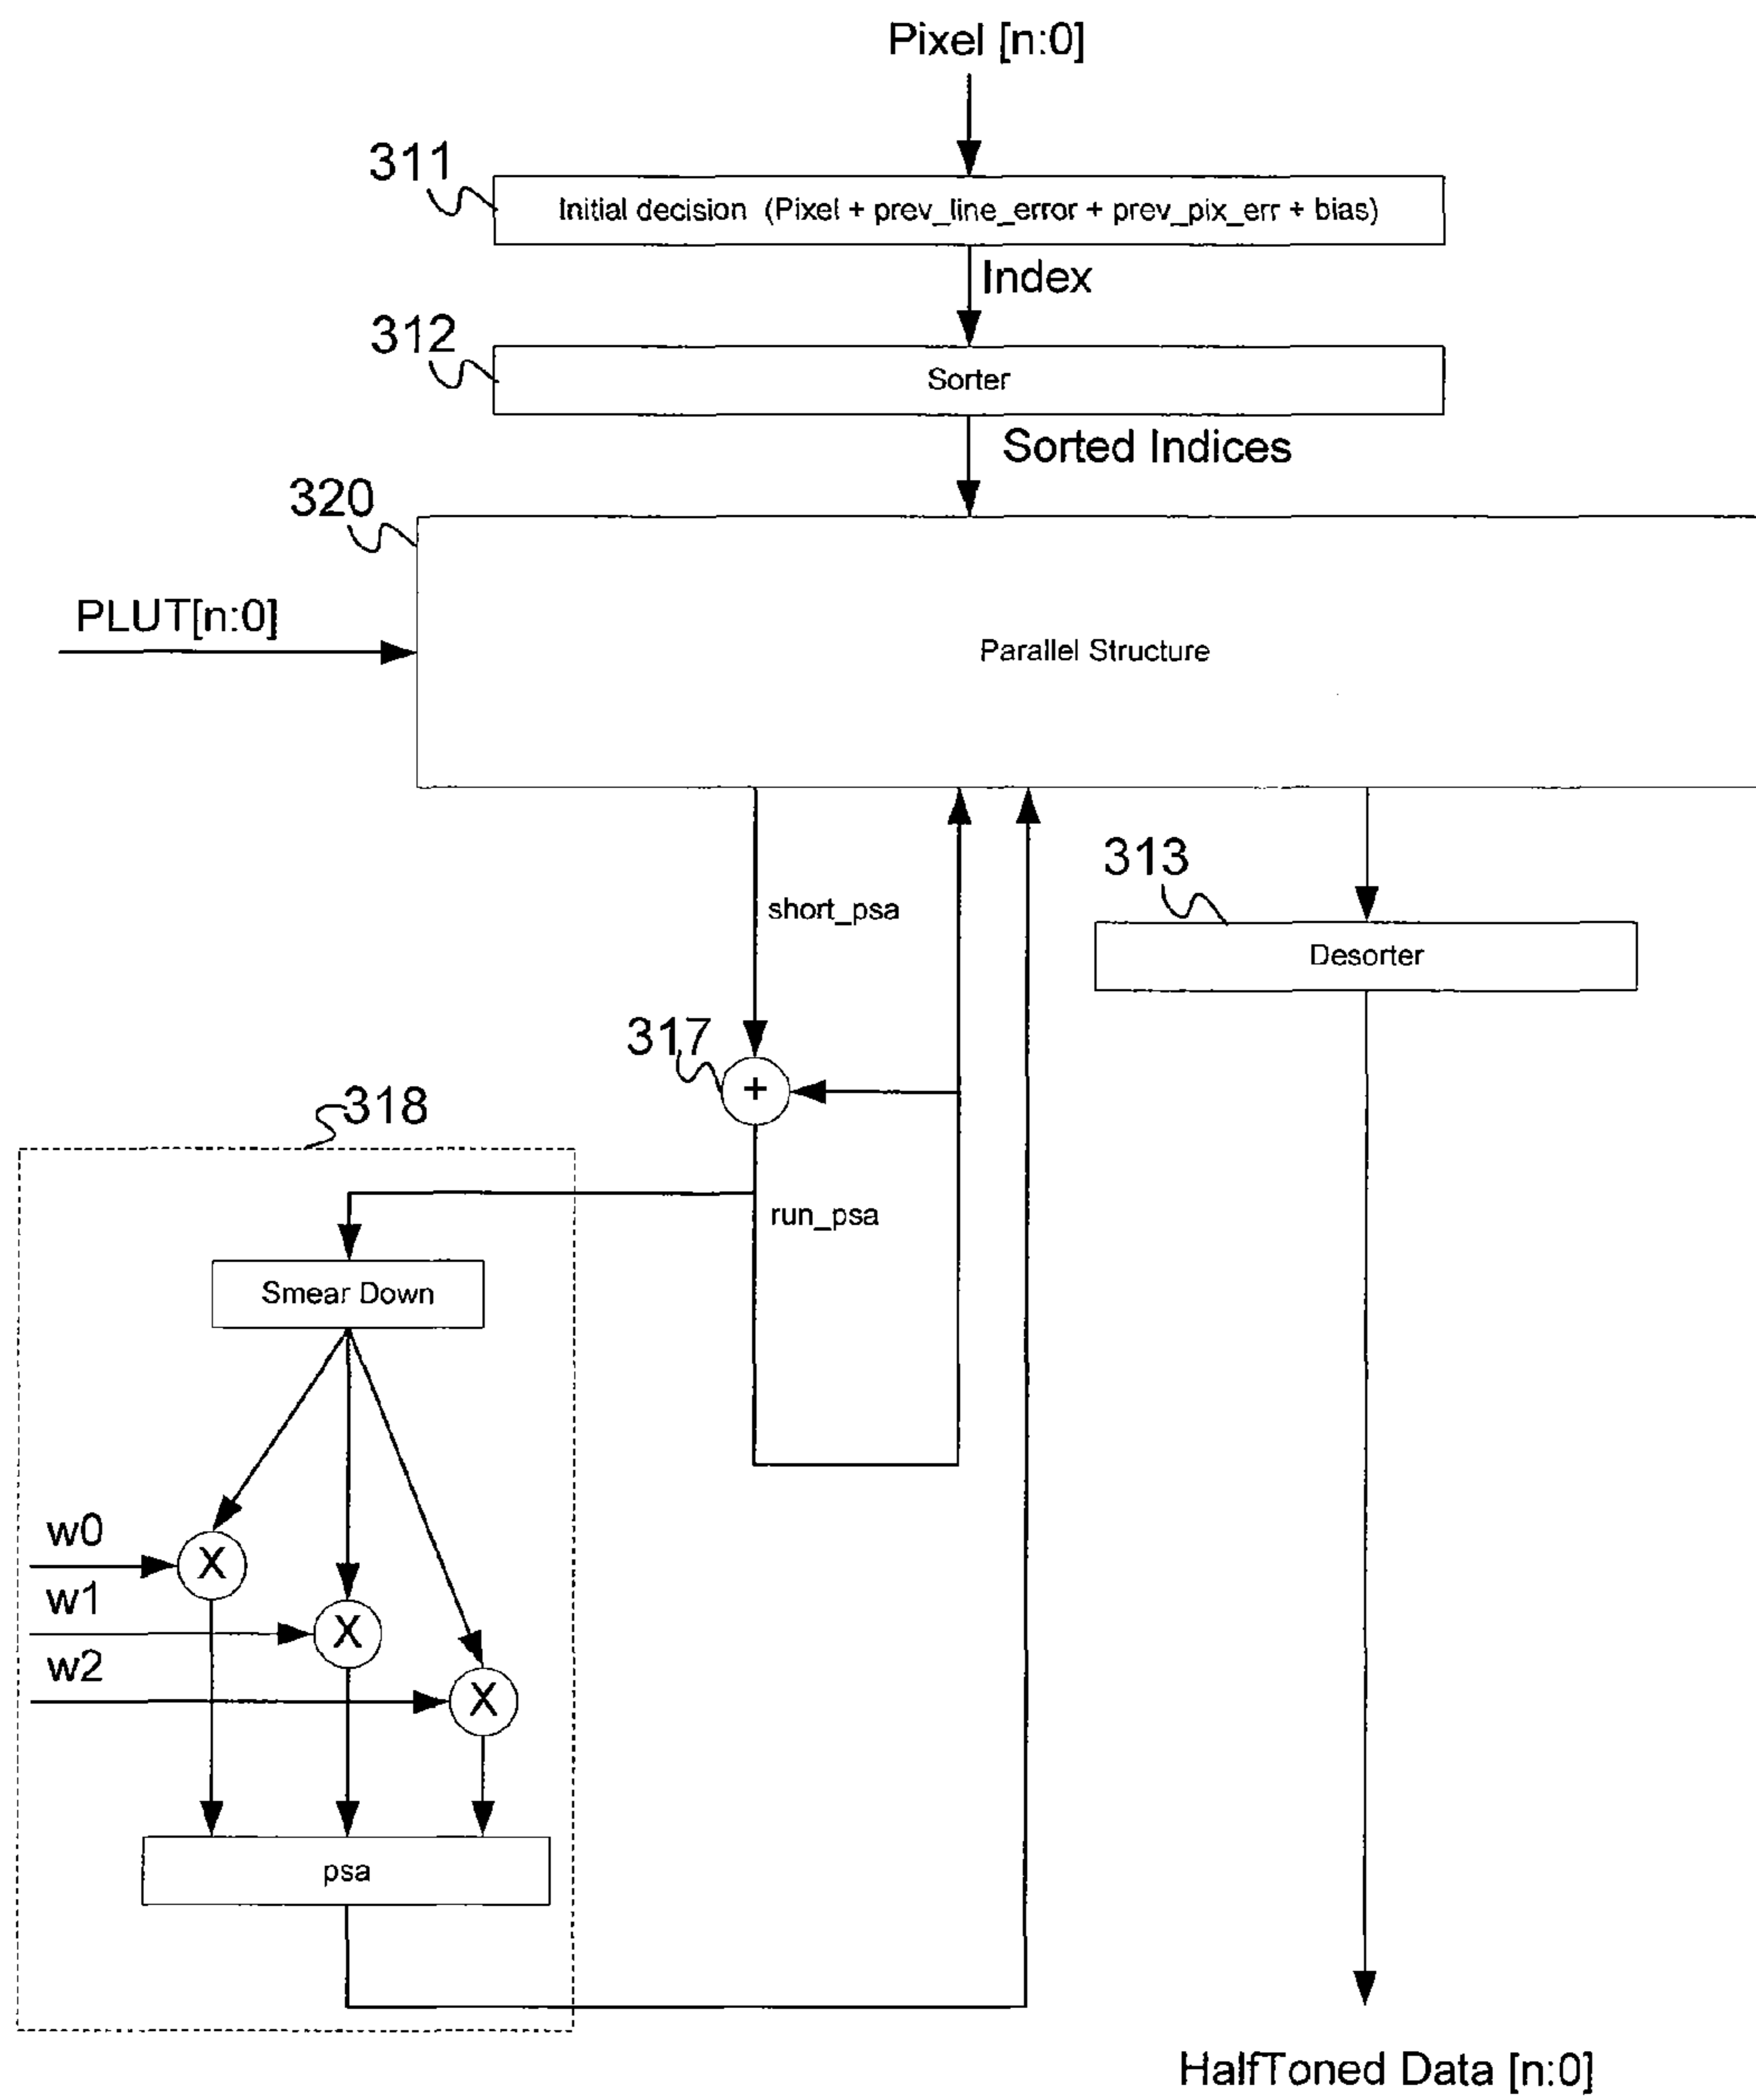 Pixel [n:0]
311
Initial decision (Pixel + prev_line_error + prev_pix_err + bias)
Index
312
Sorter
Sorted Indices
320
PLUT[n:0]
Parallel Structure
short_psa
313
Desorter
317
+
318
run_psa
Smear Down
w0
X
w1
X
w2
X
psa
HalfToned Data [n:0]